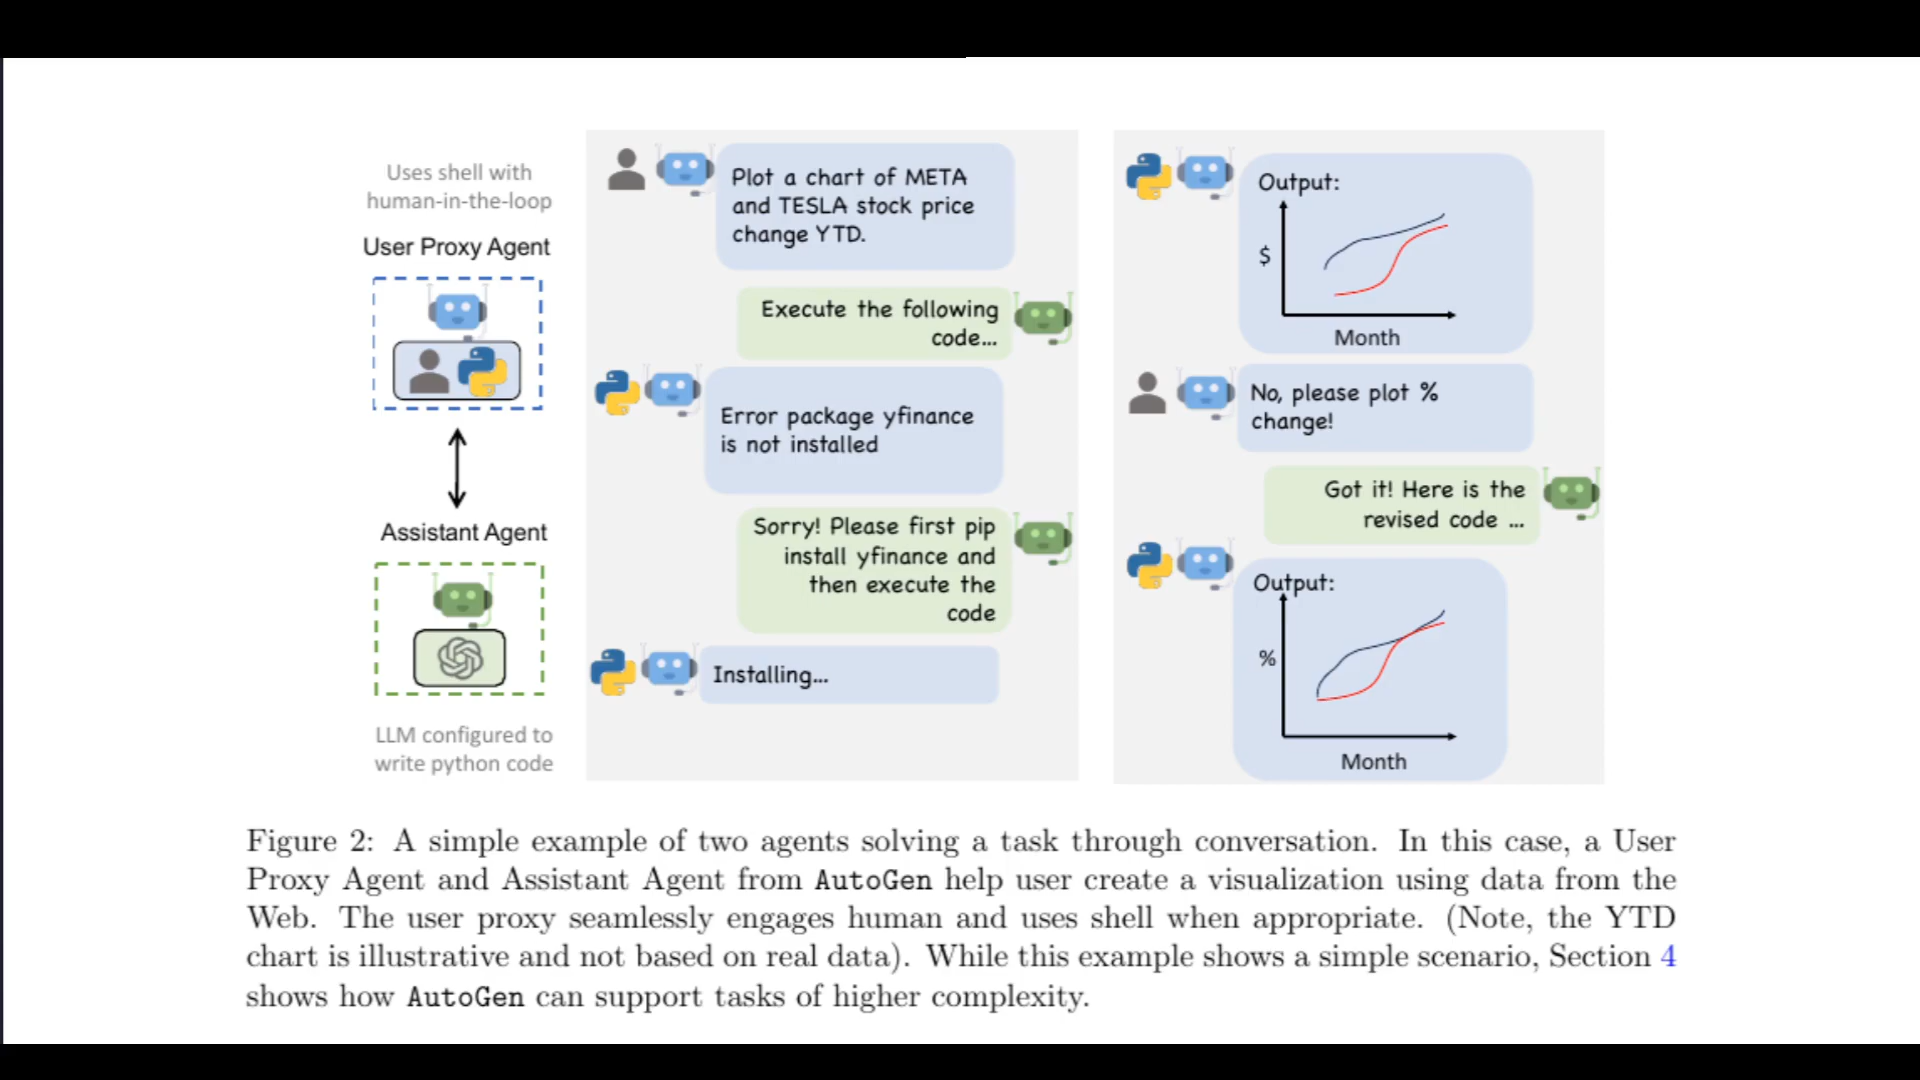 Uses shell with
human-in-the-loop
User Proxy Agent
Assistant Agent
LLM configured to
write python code
Plot a chart of META
and TESLA stock price
change YTD.
Execute the following
code...
Error package yfinance
is not installed
Sorry! Please first pip
install yfinance and
then execute the
code
Installing...
Output:
$
Month
No, please plot %
change!
Got it! Here is the
revised code ...
Output:
%
Month
Figure 2: A simple example of two agents solving a task through conversation. In this case, a User
Proxy Agent and Assistant Agent from AutoGen help user create a visualization using data from the
Web. The user proxy seamlessly engages human and uses shell when appropriate. (Note, the YTD
chart is illustrative and not based on real data). While this example shows a simple scenario, Section 4
shows how AutoGen can support tasks of higher complexity.